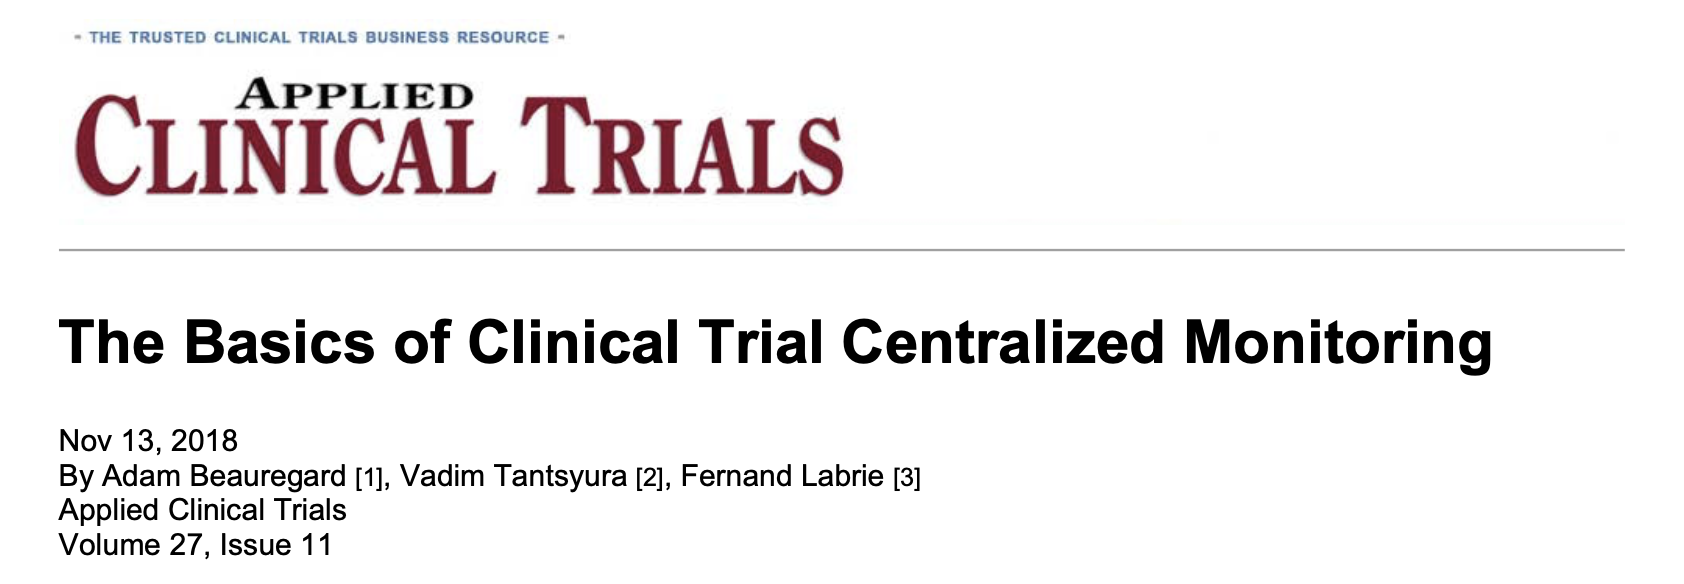 - THE TRUSTED CLINICAL TRIALS BUSINESS RESOURCE -
APPLIED
CLINICAL TRIALS
The Basics of Clinical Trial Centralized Monitoring
Nov 13, 2018
By Adam Beauregard [1], Vadim Tantsyura [2], Fernand Labrie [3]
Applied Clinical Trials
Volume 27, Issue 11